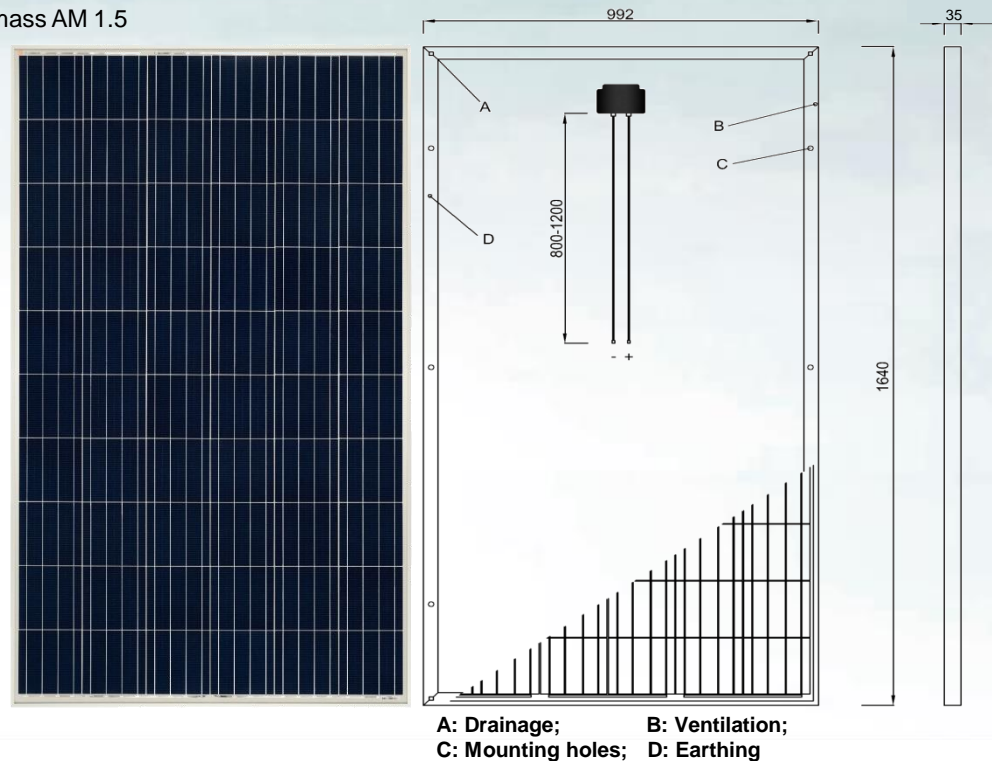 mass AM 1.5
992
35
A
B
C
D
800-1200
- +
1640
A: Drainage; B: Ventilation;
C: Mounting holes; D: Earthing